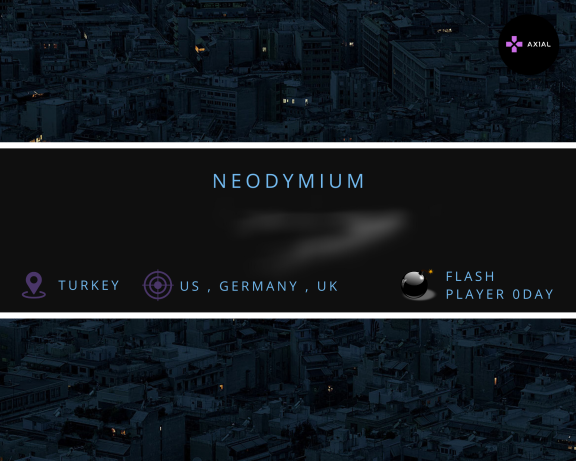 AXIAL
NEODYMIUM
TURKEY
US , GERMANY , UK
FLASH
PLAYER 0DAY